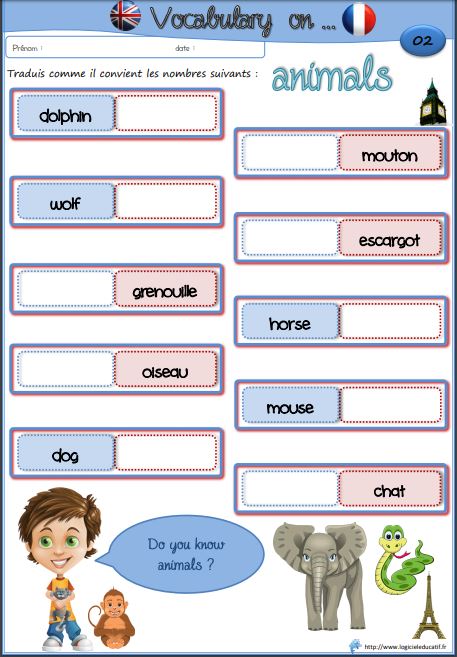 Vocabulary on ...
02
Prénom :
date :
Traduis comme il convient les nombres suivants :
animals
dolphin
mouton
wolf
escargot
grenouille
horse
oiseau
mouse
dog
chat
Do you know
animals ?
http://www.logicieleducatif.fr